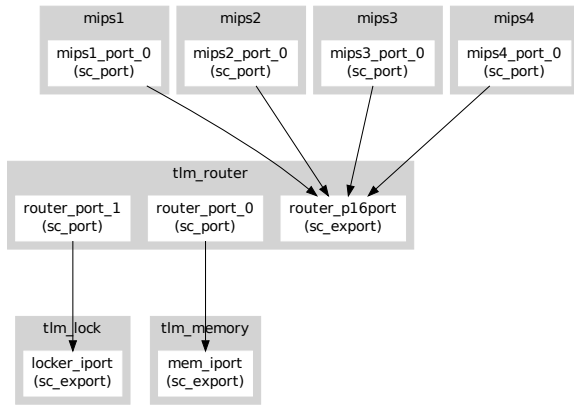 mips1
mips2
mips3
mips4
mips1_port_0
(sc_port)
mips2_port_0
(sc_port)
mips3_port_0
(sc_port)
mips4_port_0
(sc_port)
tlm_router
router_port_1
(sc_port)
router_port_0
(sc_port)
router_p16port
(sc_export)
tlm_lock
tlm_memory
locker_iport
(sc_export)
mem_iport
(sc_export)